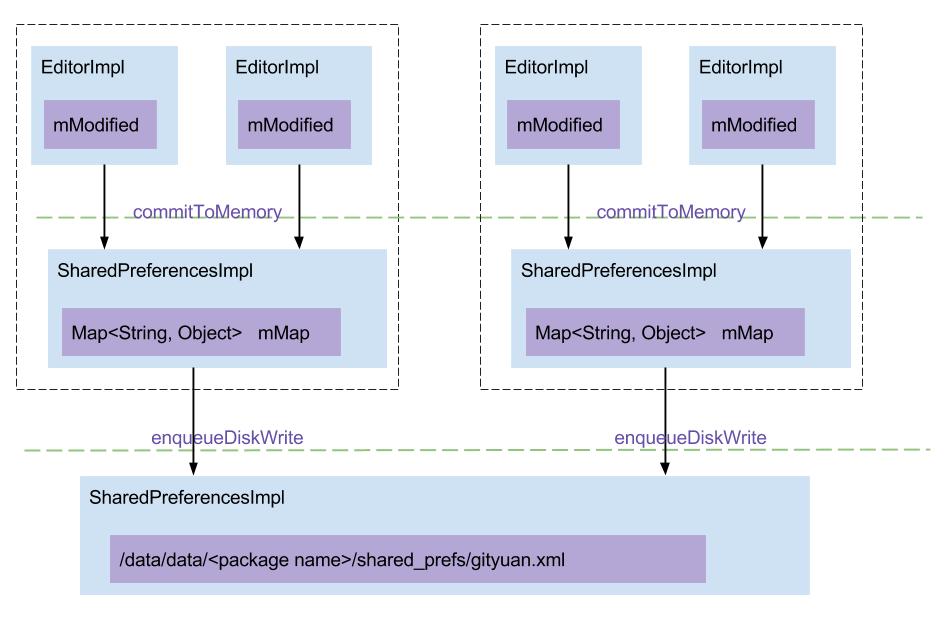 EditorImpl
EditorImpl
EditorImpl
EditorImpl
mModified
mModified
mModified
mModified
commitToMemory
commitToMemory
SharedPreferencesImpl
SharedPreferencesImpl
Map<String, Object> mMap
Map<String, Object> mMap
enqueueDiskWrite
enqueueDiskWrite
SharedPreferencesImpl
/data/data/<package name>/shared_prefs/gityuan.xml